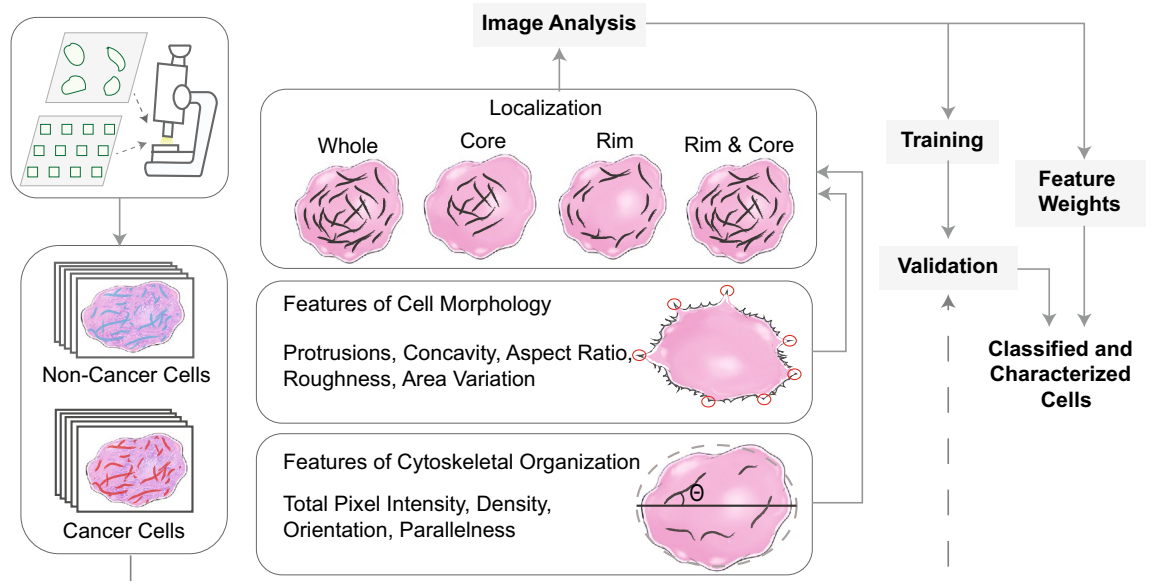 Image Analysis
Localization
Whole
Core
Rim
Rim & Core
Training
Feature
Weights
Validation
Features of Cell Morphology
Protrusions, Concavity, Aspect Ratio,
Roughness, Area Variation
Non-Cancer Cells
Classified and
Characterized
Cells
Features of Cytoskeletal Organization
Θ
Total Pixel Intensity, Density,
Orientation, Parallelness
Cancer Cells